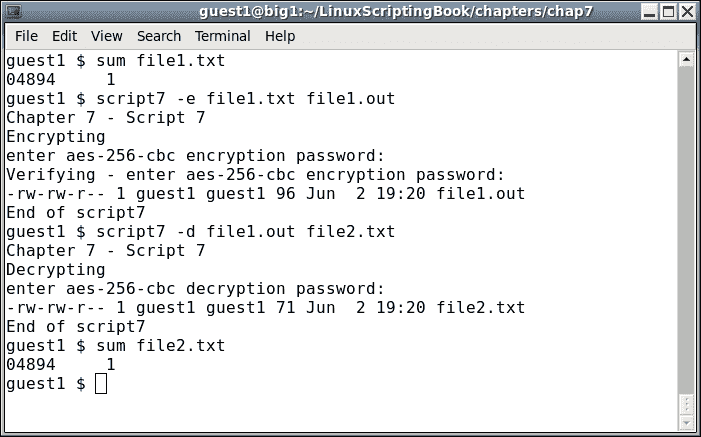 guest1@big1:~/LinuxScriptingBook/chapters/chap7
File Edit View Search Terminal Help
guest1 $ sum file1.txt
04894     1
guest1 $ script7 -e file1.txt file1.out
Chapter 7 - Script 7
Encrypting
enter aes-256-cbc encryption password:
Verifying - enter aes-256-cbc encryption password:
-rw-rw-r-- 1 guest1 guest1 96 Jun  2 19:20 file1.out
End of script7
guest1 $ script7 -d file1.out file2.txt
Chapter 7 - Script 7
Decrypting
enter aes-256-cbc decryption password:
-rw-rw-r-- 1 guest1 guest1 71 Jun  2 19:20 file2.txt
End of script7
guest1 $ sum file2.txt
04894     1
guest1 $